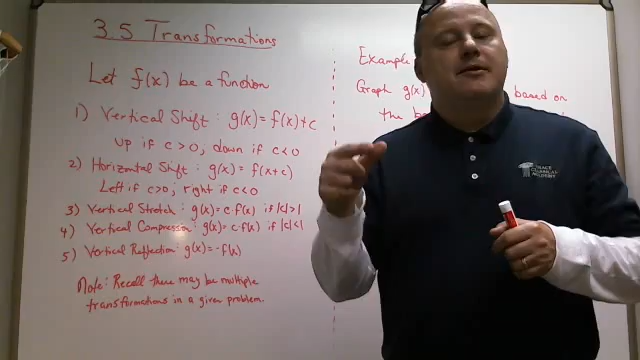 3.5 Transformations
Let f(x) be a function
1) Vertical Shift: g(x) = f(x)+c
up if c>0; down if c<0
2) Horizontal Shift: g(x) = f(x+c)
Left if c>0; right if c<0
3) Vertical Stretch: g(x)= c·f(x) if |c|>1
4) Vertical Compression: g(x)= c·f(x) if |c|<1
5) Vertical Reflection g(x)=-f(x)
Note: Recall there may be multiple
transformations in a given problem.
Example
Graph g(x) based on
the
ACADEMY